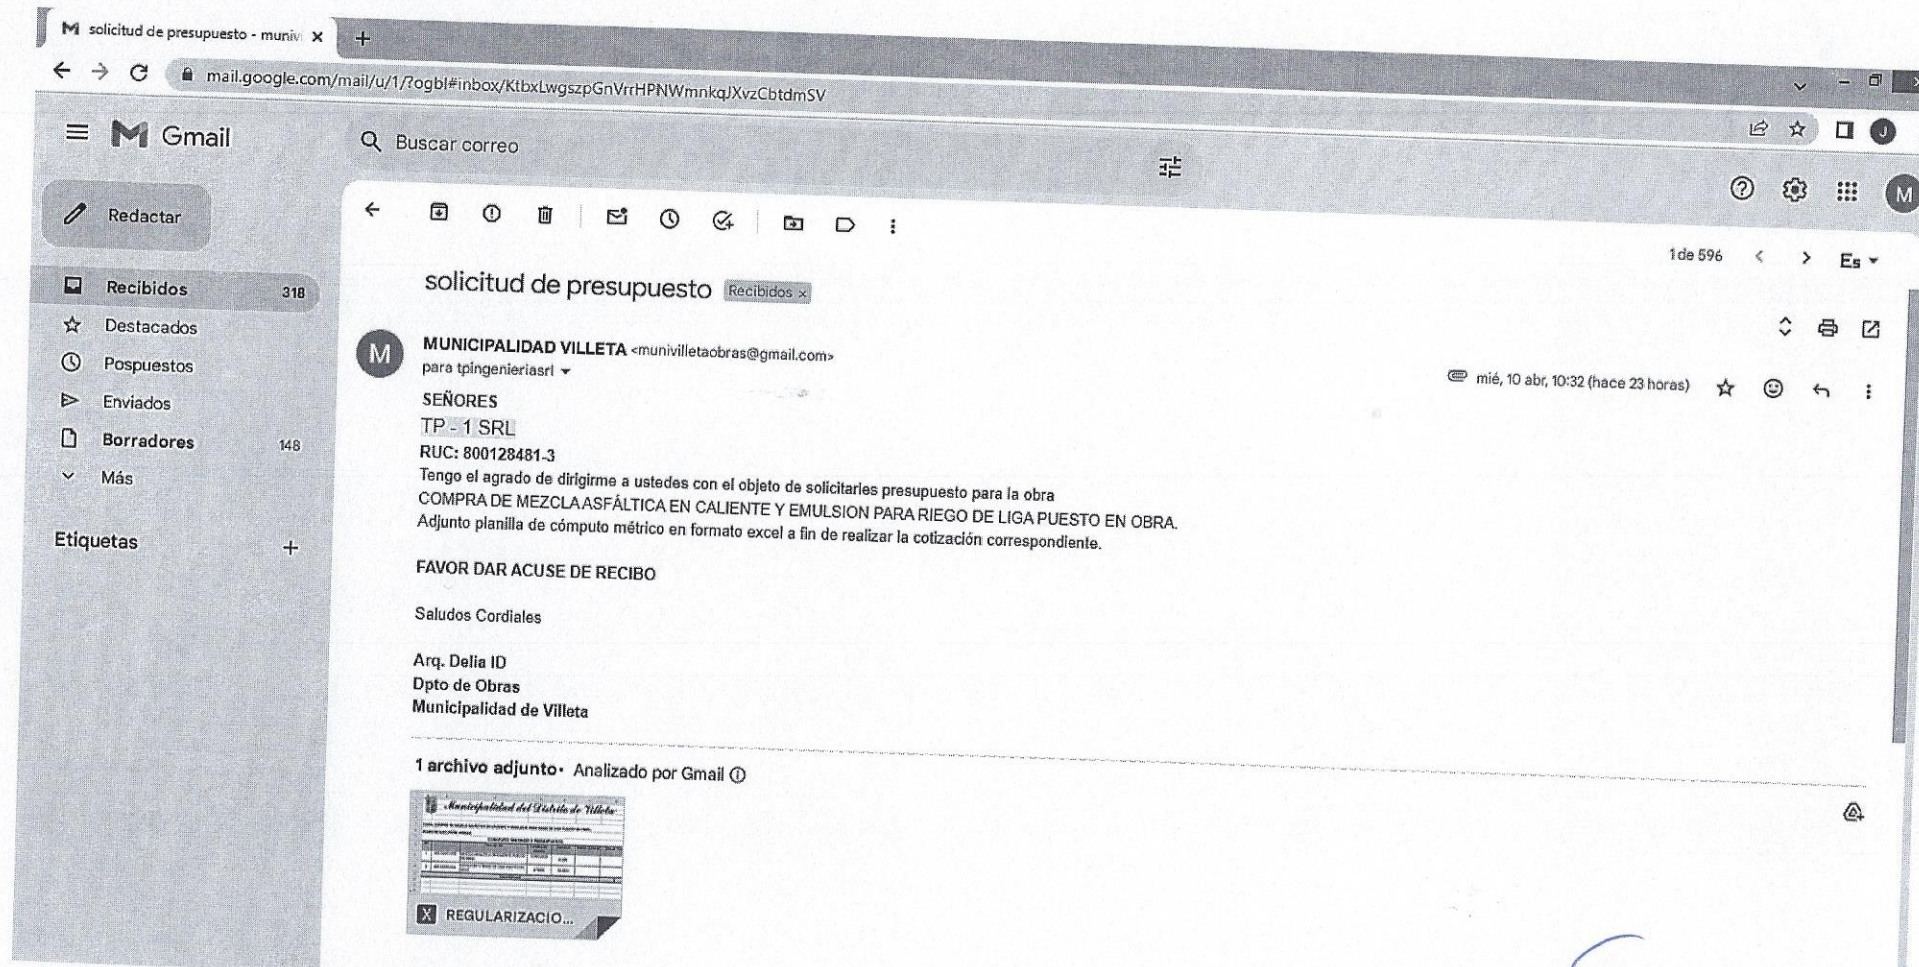 solicitud de presupuesto - muniv
mail.google.com/mail/u/1/?ogbl#inbox/KtbxLwgszpGnVrrHPNWmnkqJXvzCbtdmSV
J
Gmail
Buscar correo
M
Redactar
1 de 596
Es
Recibidos 318
Destacados
Pospuestos
Enviados
Borradores 148
Más
Etiquetas +
solicitud de presupuesto Recibidos x
M
MUNICIPALIDAD VILLETA <munivilletaobras@gmail.com>
para tpingenieriasrl
mié, 10 abr, 10:32 (hace 23 horas)
SEÑORES
TP - 1 SRL
RUC: 800128481-3
Tengo el agrado de dirigirme a ustedes con el objeto de solicitarles presupuesto para la obra
COMPRA DE MEZCLA ASFÁLTICA EN CALIENTE Y EMULSION PARA RIEGO DE LIGA PUESTO EN OBRA.
Adjunto planilla de cómputo métrico en formato excel a fin de realizar la cotización correspondiente.
FAVOR DAR ACUSE DE RECIBO
Saludos Cordiales
Arq. Delia ID
Dpto de Obras
Municipalidad de Villeta
1 archivo adjunto• Analizado por Gmail
Municipalidad del Distrito de Villeta
X REGULARIZACIO...